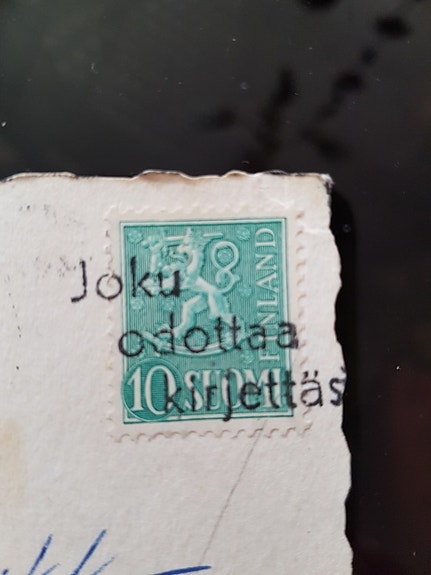 Joku
odottaa
kirjettäs
FINLAND
10 SUOMI